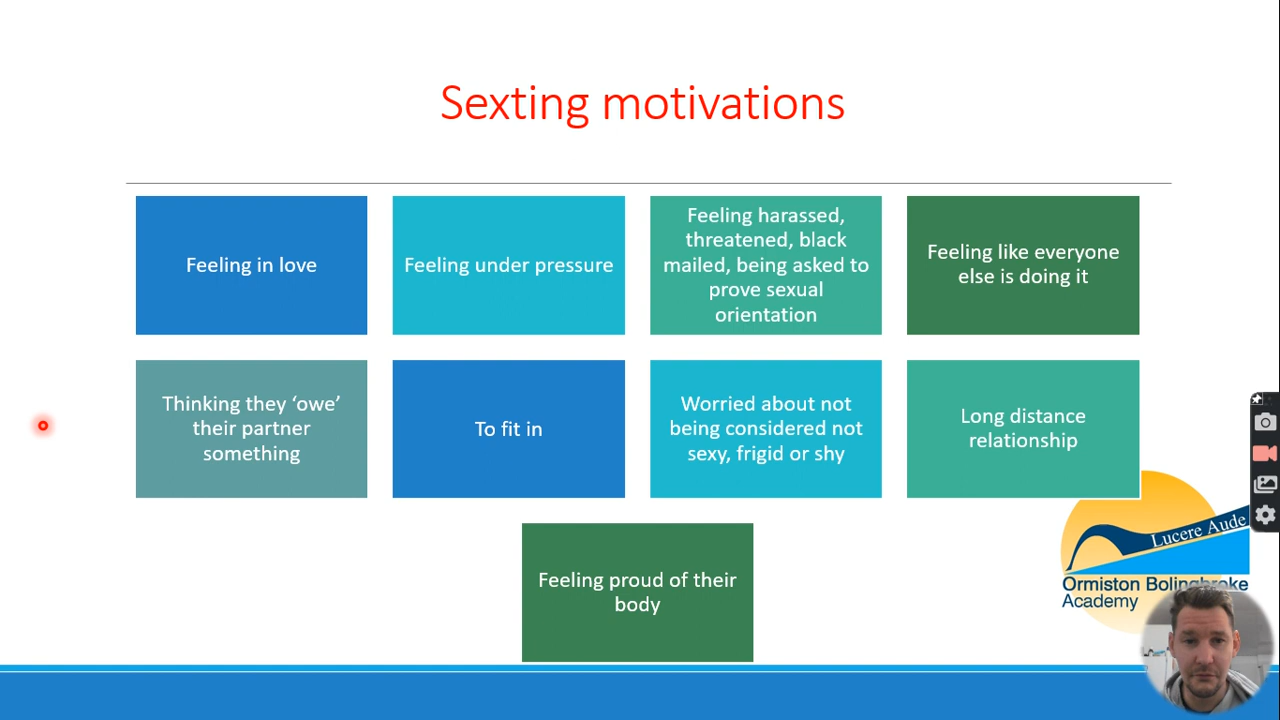 Sexting motivations
Feeling in love
Feeling under pressure
Feeling harassed,
threatened, black
mailed, being asked to
prove sexual
orientation
Feeling like everyone
else is doing it
Thinking they ‘owe’
their partner
something
To fit in
Worried about not
being considered not
sexy, frigid or shy
Long distance
relationship
Feeling proud of their
body
Lucere Aude
Ormiston Bolingbroke
Academy